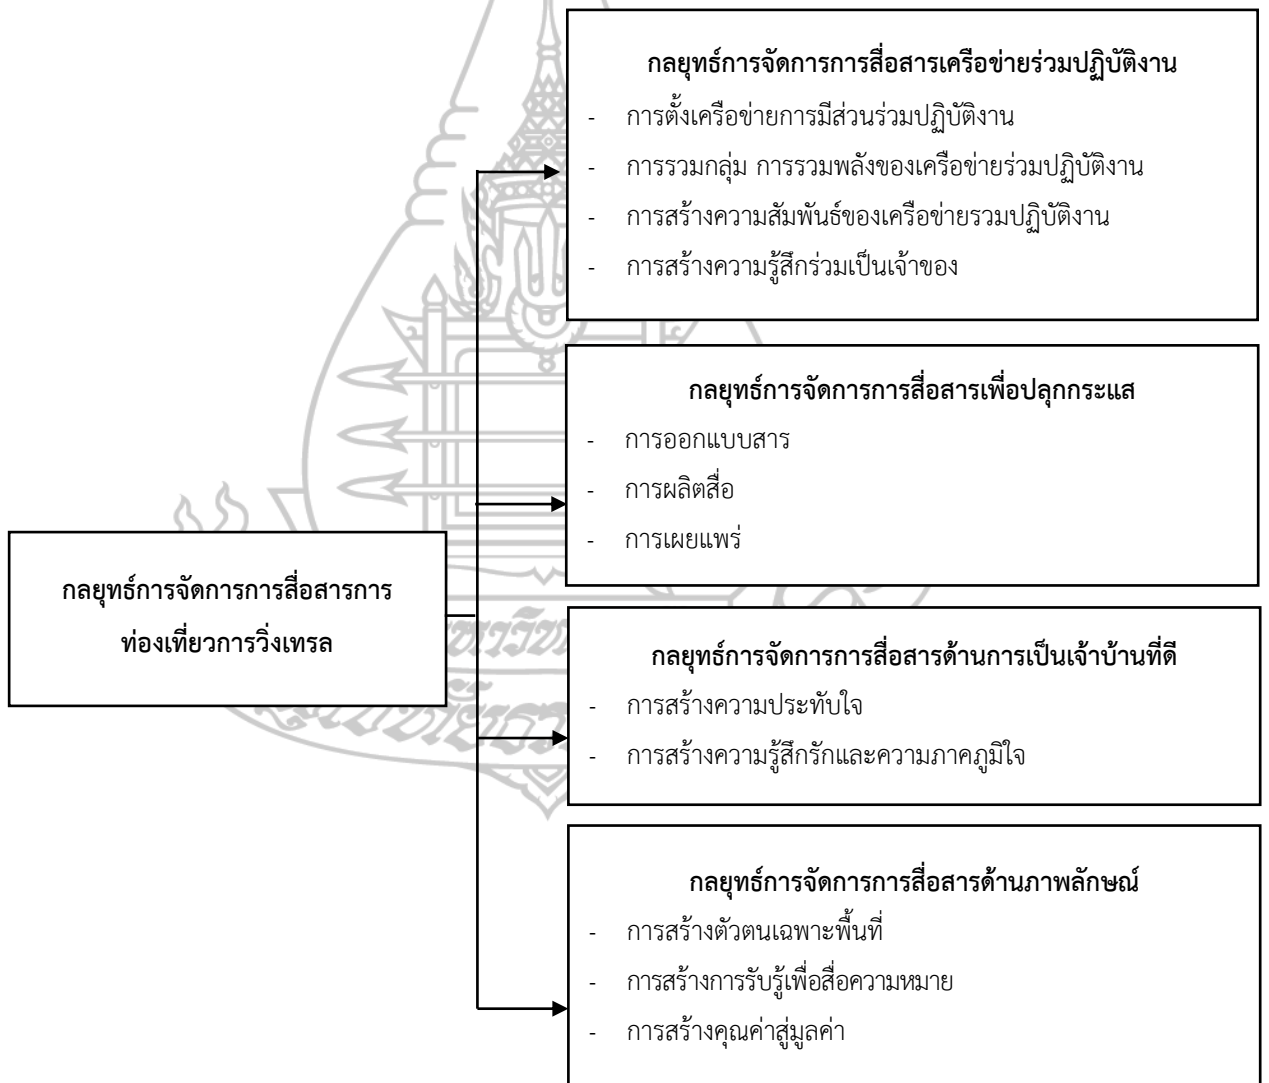 กลยุทธ์การจัดการการสื่อสารเครือข่ายร่วมปฏิบัติงาน
- การตั้งเครือข่ายการมีส่วนร่วมปฏิบัติงาน
- การรวมกลุ่ม การรวมพลังของเครือข่ายร่วมปฏิบัติงาน
- การสร้างความสัมพันธ์ของเครือข่ายรวมปฏิบัติงาน
- การสร้างความรู้สึกร่วมเป็นเจ้าของ
กลยุทธ์การจัดการการสื่อสารเพื่อปลุกกระแส
- การออกแบบสาร
- การผลิตสื่อ
- การเผยแพร่
กลยุทธ์การจัดการการสื่อสารการ
ท่องเที่ยวการวิ่งเทรล
กลยุทธ์การจัดการการสื่อสารด้านการเป็นเจ้าบ้านที่ดี
- การสร้างความประทับใจ
- การสร้างความรู้สึกรักและความภาคภูมิใจ
กลยุทธ์การจัดการการสื่อสารด้านภาพลักษณ์
- การสร้างตัวตนเฉพาะพื้นที่
- การสร้างการรับรู้เพื่อสื่อความหมาย
- การสร้างคุณค่าสู่มูลค่า